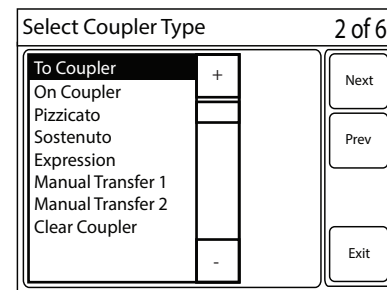 Select Coupler Type 2 of 6
To Coupler
On Coupler
Pizzicato
Sostenuto
Expression
Manual Transfer 1
Manual Transfer 2
Clear Coupler
+
-
Next
Prev
Exit